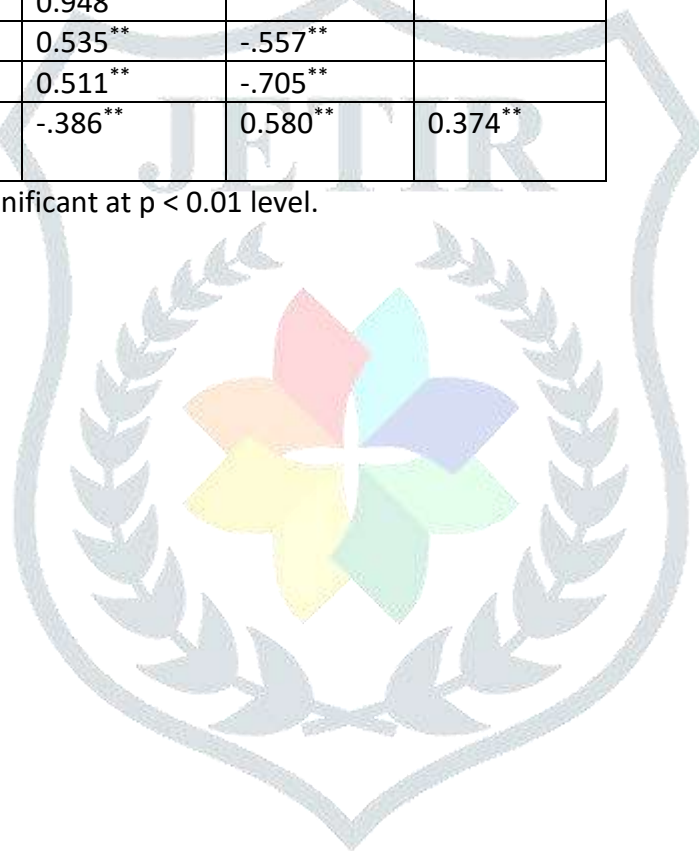 0.948
0.535** -.557**
0.511** -.705**
-.386** 0.580** 0.374**
nificant at p < 0.01 level.
JETIR